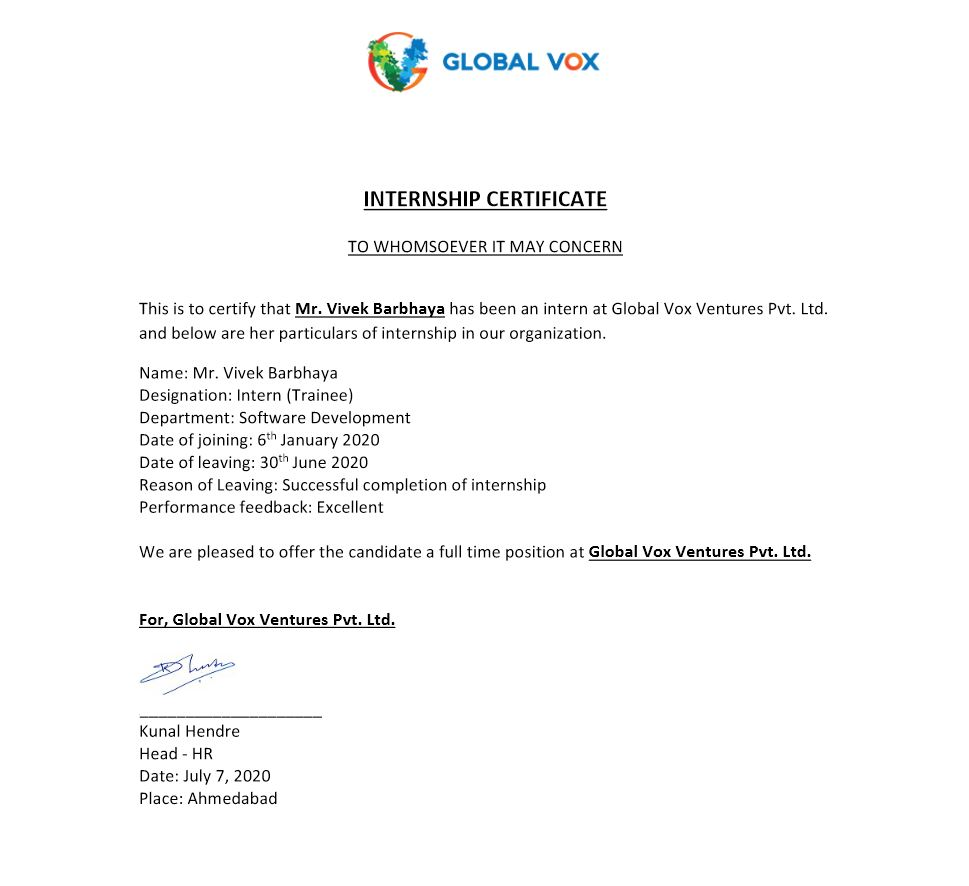 GLOBAL VOX
INTERNSHIP CERTIFICATE
TO WHOMSOEVER IT MAY CONCERN
This is to certify that Mr. Vivek Barbhaya has been an intern at Global Vox Ventures Pvt. Ltd.
and below are her particulars of internship in our organization.
Name: Mr. Vivek Barbhaya
Designation: Intern (Trainee)
Department: Software Development
Date of joining: 6th January 2020
Date of leaving: 30th June 2020
Reason of Leaving: Successful completion of internship
Performance feedback: Excellent
We are pleased to offer the candidate a full time position at Global Vox Ventures Pvt. Ltd.
For, Global Vox Ventures Pvt. Ltd.
Kunal Hendre
Head - HR
Date: July 7, 2020
Place: Ahmedabad